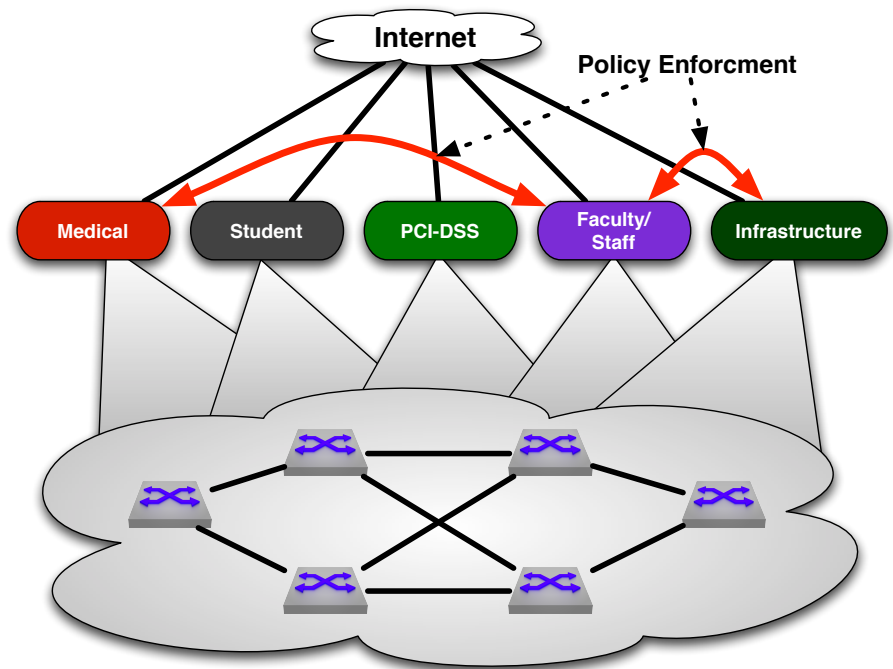 Internet
Policy Enforcment
Medical
Student
PCI-DSS
Faculty/
Staff
Infrastructure